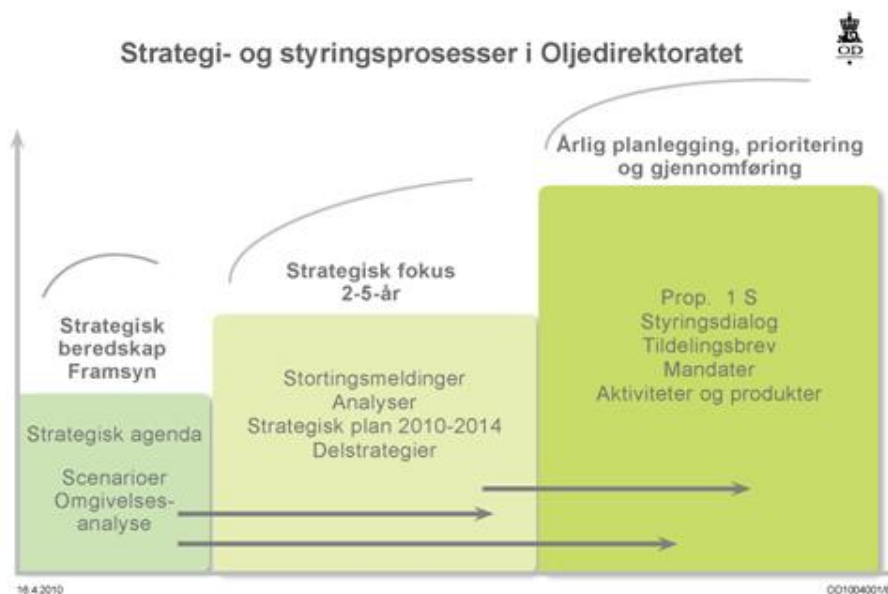 Strategi- og styringsprosesser i Oljedirektoratet
OD
Årlig planlegging, prioritering
og gjennomføring
Strategisk fokus
2-5-år
Strategisk
beredskap
Framsyn
Prop. 1 S
Styringsdialog
Tildelingsbrev
Mandater
Aktiviteter og produkter
Stortingsmeldinger
Analyser
Strategisk plan 2010-2014
Delstrategier
Strategisk agenda
Scenarioer
Omgivelses-
analyse
16.4.2010